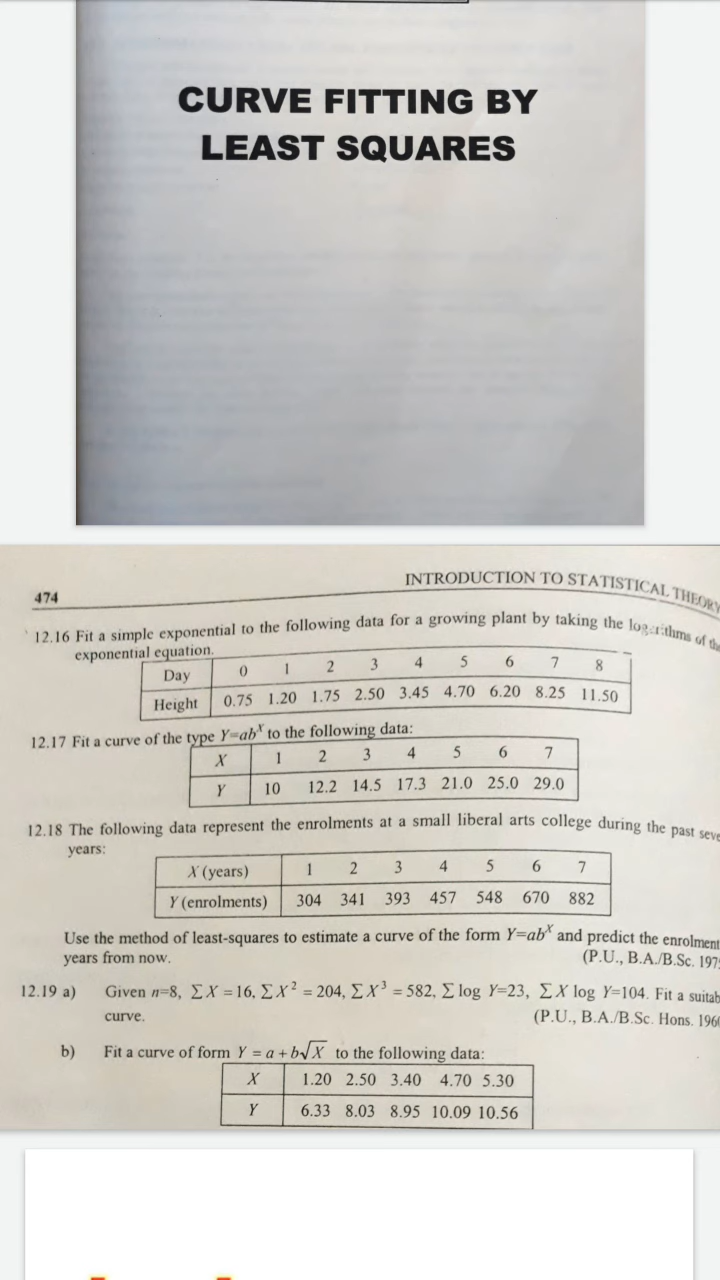 CURVE FITTING BY
LEAST SQUARES
474
INTRODUCTION TO STATISTICAL THEORY
12.16 Fit a simple exponential to the following data for a growing plant by taking the logarithms of the
exponential equation.
Day 0 1 2 3 4 5 6 7 8
Height 0.75 1.20 1.75 2.50 3.45 4.70 6.20 8.25 11.50
12.17 Fit a curve of the type Y=abˣ to the following data:
X 1 2 3 4 5 6 7
Y 10 12.2 14.5 17.3 21.0 25.0 29.0
12.18 The following data represent the enrolments at a small liberal arts college during the past seve
years:
X (years) 1 2 3 4 5 6 7
Y (enrolments) 304 341 393 457 548 670 882
Use the method of least-squares to estimate a curve of the form Y=abˣ and predict the enrolment
years from now. (P.U., B.A./B.Sc. 197
12.19 a) Given n=8, ∑X = 16, ∑X² = 204, ∑X³ = 582, ∑ log Y=23, ∑X log Y=104. Fit a suitab
curve. (P.U., B.A./B.Sc. Hons. 196
b) Fit a curve of form Y = a + b√X to the following data:
X 1.20 2.50 3.40 4.70 5.30
Y 6.33 8.03 8.95 10.09 10.56